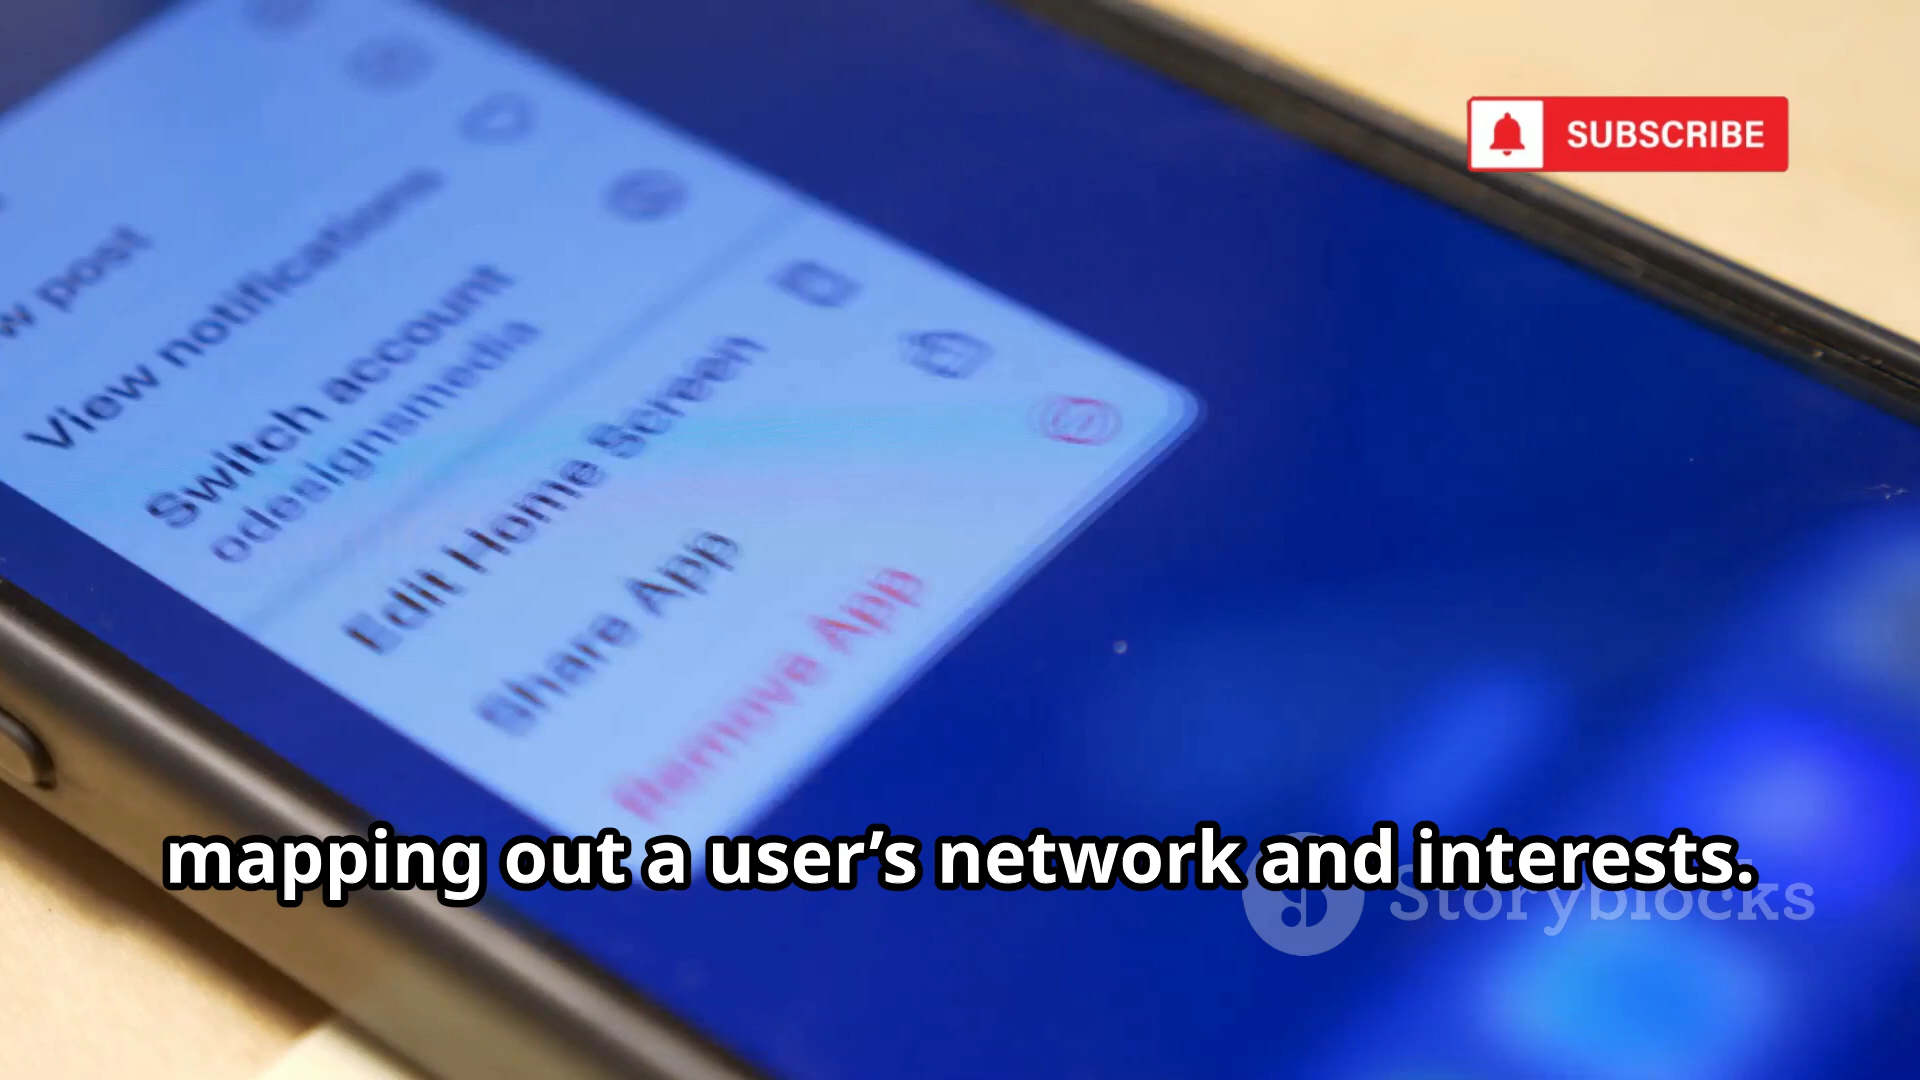 SUBSCRIBE
post
View notifications
Switch account
odesignsmedia
Edit Home Screen
Share App
Remove App
mapping out a user’s network and interests.
Storyblocks